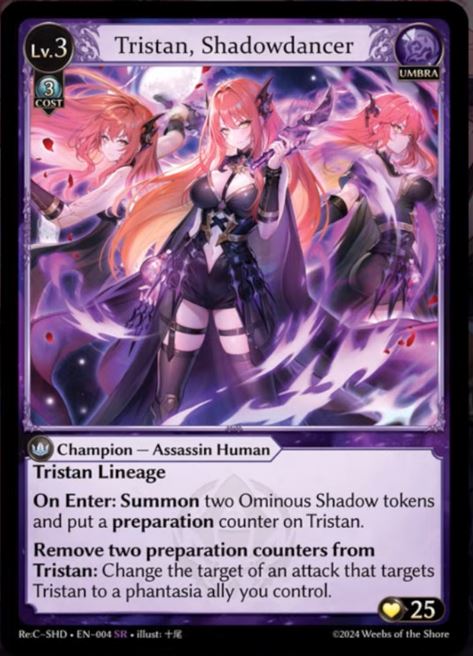 Lv.3
Tristan, Shadowdancer
UMBRA
3
COST
Champion — Assassin Human
Tristan Lineage
On Enter: Summon two Ominous Shadow tokens
and put a preparation counter on Tristan.
Remove two preparation counters from
Tristan: Change the target of an attack that targets
Tristan to a phantasia ally you control.
25
Re:C–SHD • EN–004 SR • illust: 十尾
©2024 Weebs of the Shore